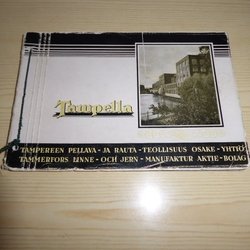 Tampella
TAMPEREEN PELLAVA - JA RAUTA - TEOLLISUUS OSAKE - YHTIÖ
TAMMERFORS LINNE - OCH JERN - MANUFAKTUR AKTIE - BOLAG